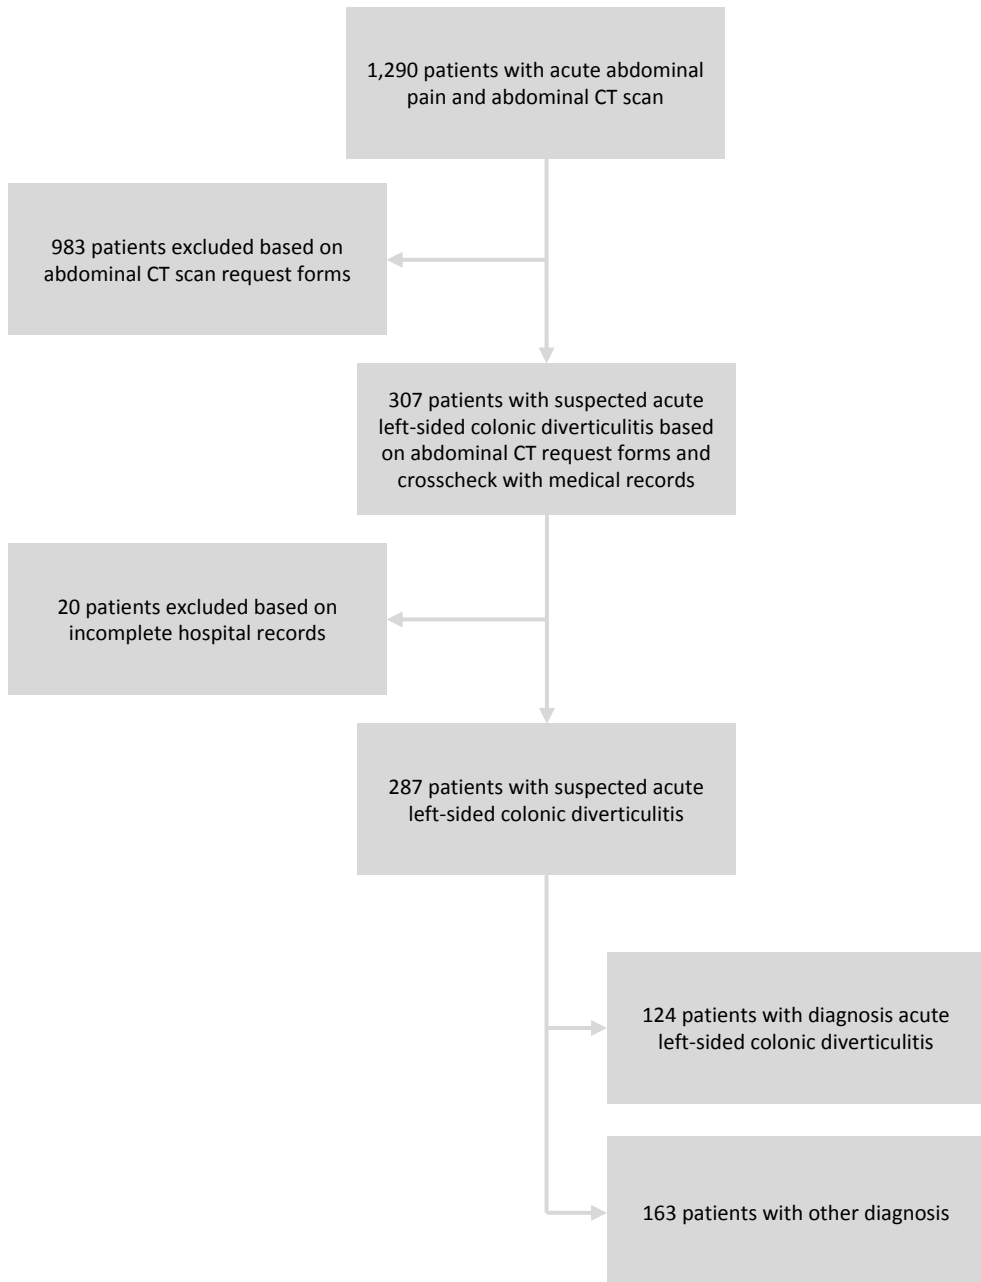 1,290 patients with acute abdominal
pain and abdominal CT scan
983 patients excluded based on
abdominal CT scan request forms
307 patients with suspected acute
left-sided colonic diverticulitis based
on abdominal CT request forms and
crosscheck with medical records
20 patients excluded based on
incomplete hospital records
287 patients with suspected acute
left-sided colonic diverticulitis
124 patients with diagnosis acute
left-sided colonic diverticulitis
163 patients with other diagnosis